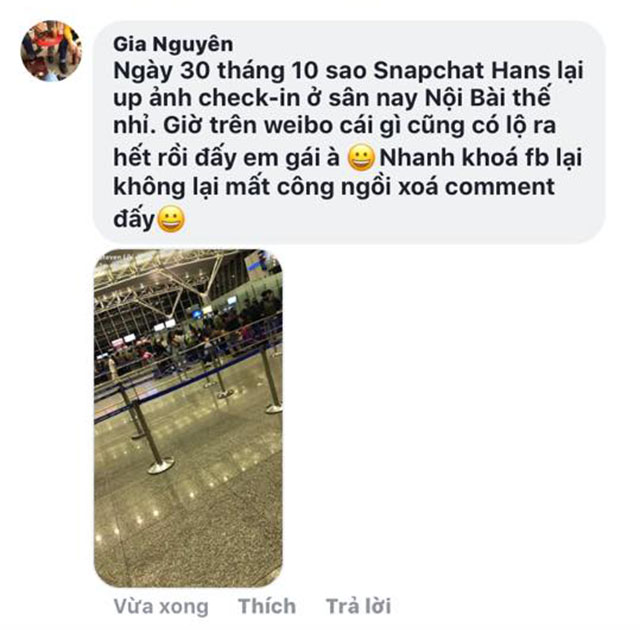 Gia Nguyên
Ngày 30 tháng 10 sao Snapchat Hans lại
up ảnh check-in ở sân nay Nội Bài thế
nhỉ. Giờ trên weibo cái gì cũng có lộ ra
hết rồi đấy em gái à 😀 Nhanh khoá fb lại
không lại mất công ngồi xoá comment
đấy😀
Vừa xong Thích Trả lời